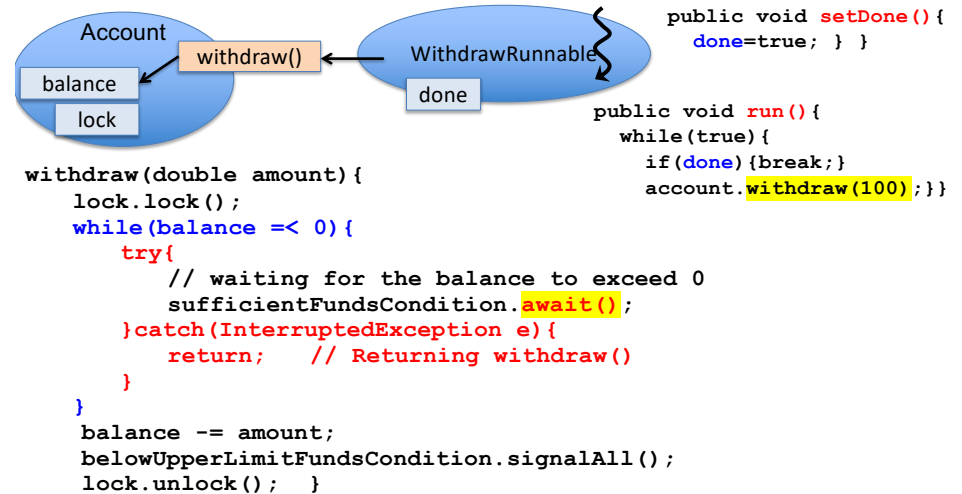 Account
withdraw()
balance
lock
WithdrawRunnable
done
public void setDone(){
done=true; } }
public void run(){
while(true){
if(done){break;}
account.withdraw(100);}}
withdraw(double amount){
lock.lock();
while(balance =< 0){
try{
// waiting for the balance to exceed 0
sufficientFundsCondition.await();
}catch(InterruptedException e){
return; // Returning withdraw()
}
}
balance -= amount;
belowUpperLimitFundsCondition.signalAll();
lock.unlock(); }